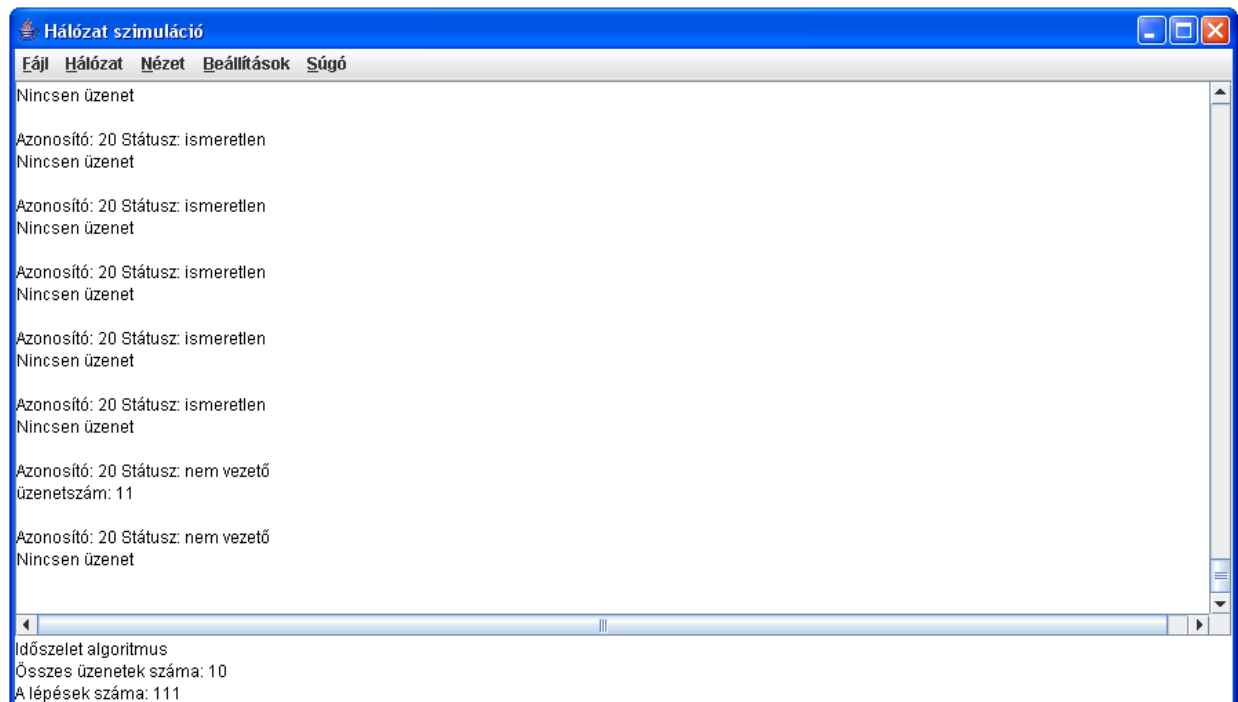 Hálózat szimuláció
Fájl Hálózat Nézet Beállítások Súgó
Nincsen üzenet
Azonosító: 20 Státusz: ismeretlen
Nincsen üzenet
Azonosító: 20 Státusz: ismeretlen
Nincsen üzenet
Azonosító: 20 Státusz: ismeretlen
Nincsen üzenet
Azonosító: 20 Státusz: ismeretlen
Nincsen üzenet
Azonosító: 20 Státusz: ismeretlen
Nincsen üzenet
Azonosító: 20 Státusz: nem vezető
üzenetszám: 11
Azonosító: 20 Státusz: nem vezető
Nincsen üzenet
Időszelet algoritmus
Összes üzenetek száma: 10
A lépések száma: 111